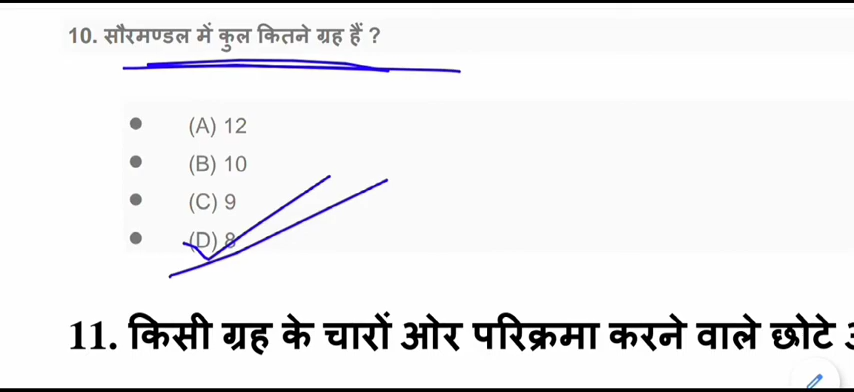 10. सौरमण्डल में कुल कितने ग्रह हैं ?
(A) 12
(B) 10
(C) 9
(D) 8
11. किसी ग्रह के चारों ओर परिक्रमा करने वाले छोटे